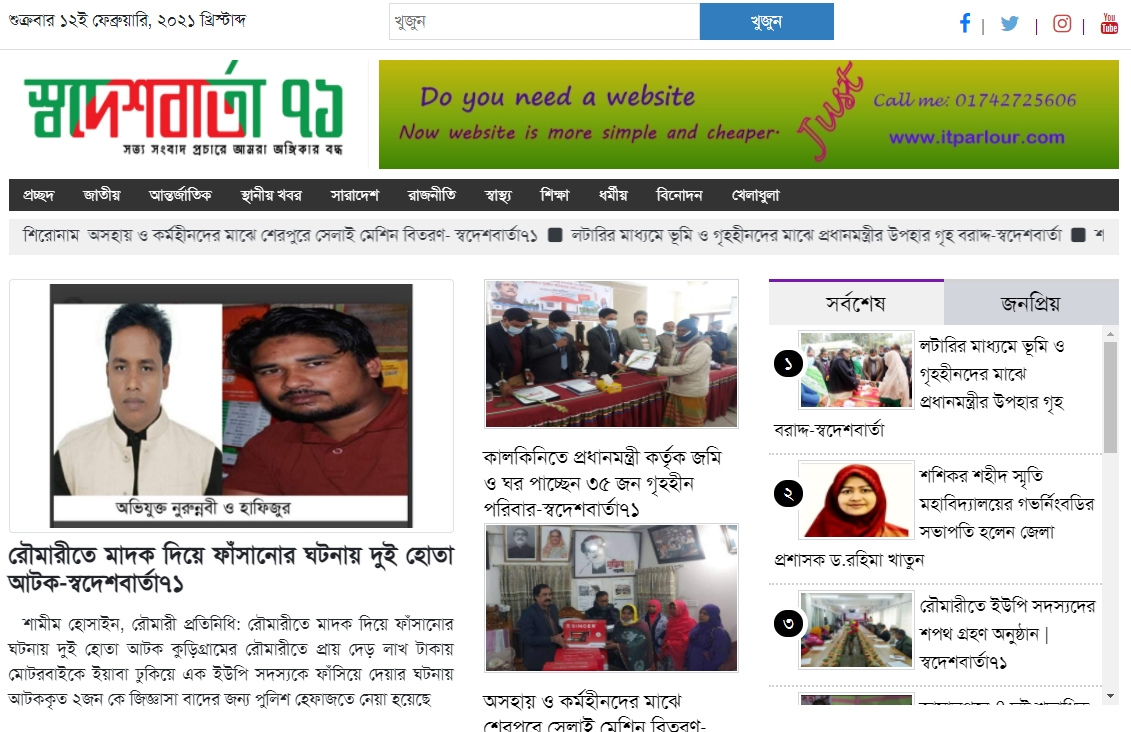 শুক্রবার ১২ই ফেব্রুয়ারি, ২০২১ খ্রিস্টাব্দ
খুজুন
খুজুন
You
Tube
স্বদেশবার্তা ৭১
সত্য সংবাদ প্রচারে আমরা অঙ্গিকার বদ্ধ
Do you need a website
Now website is more simple and cheaper.
Just
Call me: 01742725606
www.itparlour.com
প্রচ্ছদ জাতীয় আন্তর্জাতিক স্থানীয় খবর সারাদেশ রাজনীতি স্বাস্থ্য শিক্ষা ধর্মীয় বিনোদন খেলাধুলা
শিরোনাম অসহায় ও কর্মহীনদের মাঝে শেরপুরে সেলাই মেশিন বিতরণ- স্বদেশবার্তা৭১ লটারির মাধ্যমে ভূমি ও গৃহহীনদের মাঝে প্রধানমন্ত্রীর উপহার গৃহ বরাদ্দ-স্বদেশবার্তা
অভিযুক্ত নুরুন্নবী ও হাফিজুর
রৌমারীতে মাদক দিয়ে ফাঁসানোর ঘটনায় দুই হোতা
আটক-স্বদেশবার্তা৭১
শামীম হোসাইন, রৌমারী প্রতিনিধি: রৌমারীতে মাদক দিয়ে ফাঁসানোর
ঘটনায় দুই হোতা আটক কুড়িগ্রামের রৌমারীতে প্রায় দেড় লাখ টাকায়
মোটরবাইকে ইয়াবা ঢুকিয়ে এক ইউপি সদস্যকে ফাঁসিয়ে দেয়ার ঘটনায়
আটককৃত ২জন কে জিজ্ঞাসা বাদের জন্য পুলিশ হেফাজতে নেয়া হয়েছে
কালকিনিতে প্রধানমন্ত্রী কর্তৃক জমি
ও ঘর পাচ্ছেন ৩৫ জন গৃহহীন
পরিবার-স্বদেশবার্তা৭১
SINGER
অসহায় ও কর্মহীনদের মাঝে
শেরপুরে সেলাই মেশিন বিতরণ-
সর্বশেষ
জনপ্রিয়
১
লটারির মাধ্যমে ভূমি ও
গৃহহীনদের মাঝে
প্রধানমন্ত্রীর উপহার গৃহ
বরাদ্দ-স্বদেশবার্তা
২
শশিকর শহীদ স্মৃতি
মহাবিদ্যালয়ের গভর্নিংবডির
সভাপতি হলেন জেলা
প্রশাসক ড.রহিমা খাতুন
৩
রৌমারীতে ইউপি সদস্যদের
শপথ গ্রহণ অনুষ্ঠান |
স্বদেশবার্তা৭১